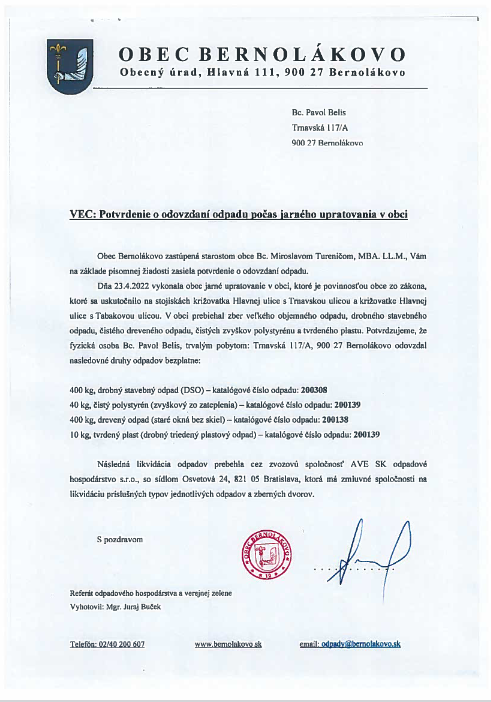 OBEC BERNOLÁKOVO
Obecný úrad, Hlavná 111, 900 27 Bernolákovo
Bc. Pavol Belis
Trnavská 117/A
900 27 Bernolákovo
VEC: Potvrdenie o odovzdaní odpadu počas jarného upratovania v obci
Obec Bernolákovo zastúpená starostom obce Bc. Miroslavom Tureničom, MBA. LL.M., Vám
na základe písomnej žiadosti zasiela potvrdenie o odovzdaní odpadu.
Dňa 23.4.2022 vykonala obec jarné upratovanie v obci, ktoré je povinnosťou obce zo zákona,
ktoré sa uskutočnilo na stojiskách križovatka Hlavnej ulice s Trnavskou ulicou a križovatke Hlavnej
ulice s Tabakovou ulicou. V obci prebiehal zber veľkého objemného odpadu, drobného stavebného
odpadu, čistého dreveného odpadu, čistých zvyškov polystyrénu a tvrdeného plastu. Potvrdzujeme, že
fyzická osoba Bc. Pavol Belis, trvalým pobytom: Trnavská 117/A, 900 27 Bernolákovo odovzdal
nasledovné druhy odpadov bezplatne:
400 kg, drobný stavebný odpad (DSO) – katalógové číslo odpadu: 200308
40 kg, čistý polystyrén (zvyškový zo zateplenia) – katalógové číslo odpadu: 200139
400 kg, drevený odpad (staré okná bez skiel) – katalógové číslo odpadu: 200138
10 kg, tvrdený plast (drobný triedený plastový odpad) – katalógové číslo odpadu: 200139
Následná likvidácia odpadov prebehla cez zvozovú spoločnosť AVE SK odpadové
hospodárstvo s.r.o., so sídlom Osvetová 24, 821 05 Bratislava, ktorá má zmluvné spoločnosti na
likvidáciu príslušných typov jednotlivých odpadov a zberných dvorov.
S pozdravom
OBEC BERNOLÁKOVO
Referát odpadového hospodárstva a verejnej zelene
Vyhotovil: Mgr. Juraj Buček
Telefón: 02/40 200 607 www.bernolakovo.sk email: odpady@bernolakovo.sk